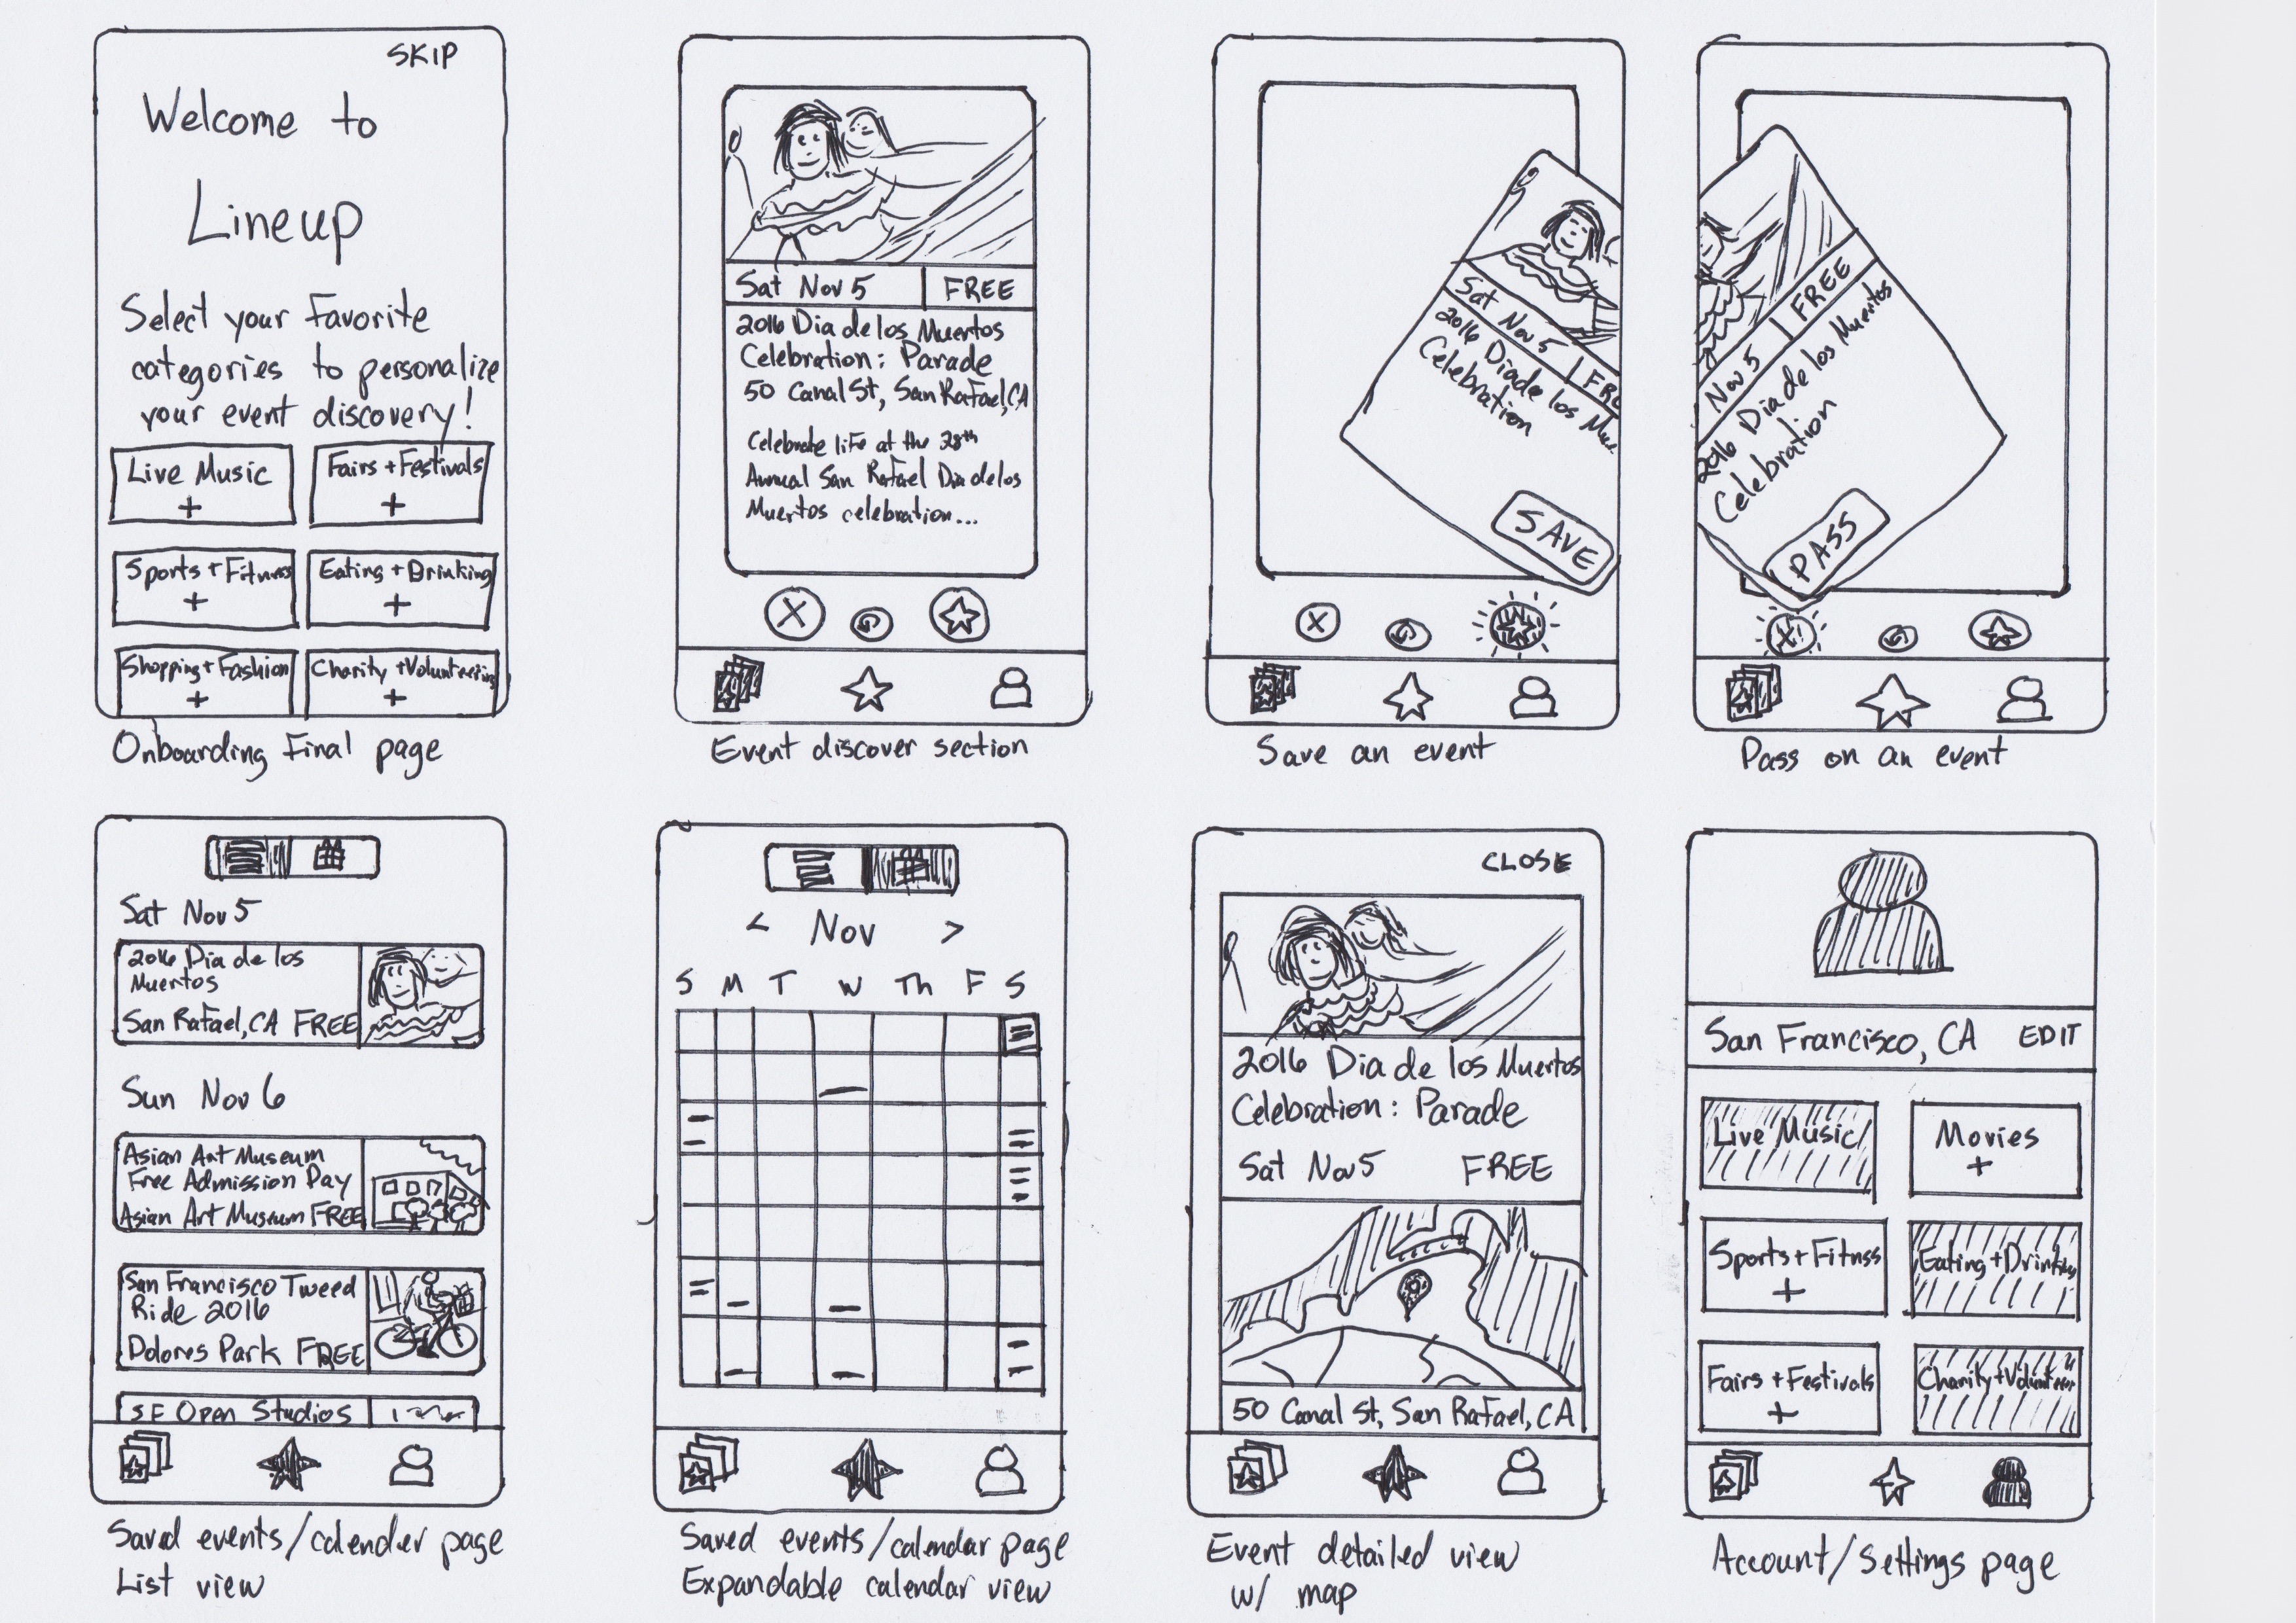 SKIP
Welcome to
Lineup
Select your Favorite
categories to personalize
your event discovery!
Live Music
+
Fairs + Festivals
+
Sports + Fitness
+
Eating + Drinking
+
Shopping + Fashion
+
Charity + Volunteering
+
Onboarding Final page
Sat Nov 5 FREE
2016 Dia de los Muertos
Celebration: Parade
50 Canal St, San Rafael, CA
Celebrate life at the 28th
Annual San Rafael Dia de los
Muertos celebration...
X
Event discover section
Sat Nov 5 FRE
2016 Dia de los Mue
Celebration
SAVE
X
Save an event
Nov 5 FREE
2016 Dia de los Muertos
Celebration
PASS
X
Pass on an event
Sat Nov 5
2016 Dia de los
Muertos
San Rafael, CA FREE
Sun Nov 6
Asian Art Museum
Free Admission Day
Asian Art Museum FREE
San Francisco Tweed
Ride 2016
Dolores Park FREE
SF Open Studios
Saved events/calender page
List view
< Nov >
S M T W Th F S
Saved events/calendar page
Expandable calendar view
CLOSE
2016 Dia de los Muertos
Celebration: Parade
Sat Nov 5 FREE
50 Canal St, San Rafael, CA
Event detailed view
w/ map
San Francisco, CA EDIT
Live Music
Movies
+
Sports + Fitnss
+
Eating + Drinking
Fairs + Festivals
+
Charity + Volunteer
Account/Settings page